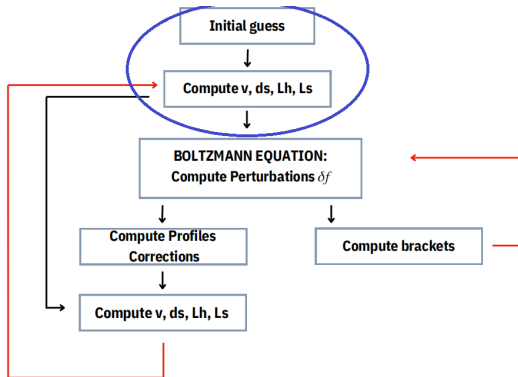 Initial guess
Compute v, ds, Lh, Ls
BOLTZMANN EQUATION:
Compute Perturbations δf
Compute Profiles
Corrections
Compute brackets
Compute v, ds, Lh, Ls